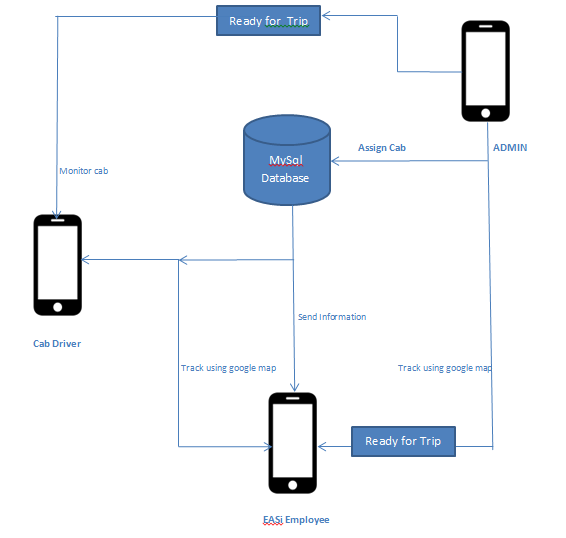 Ready for  Trip
MySql
Database
Assign Cab
ADMIN
Monitor cab
Send Information
Cab Driver
Track using google map
Track using google map
Ready for Trip
EASi Employee